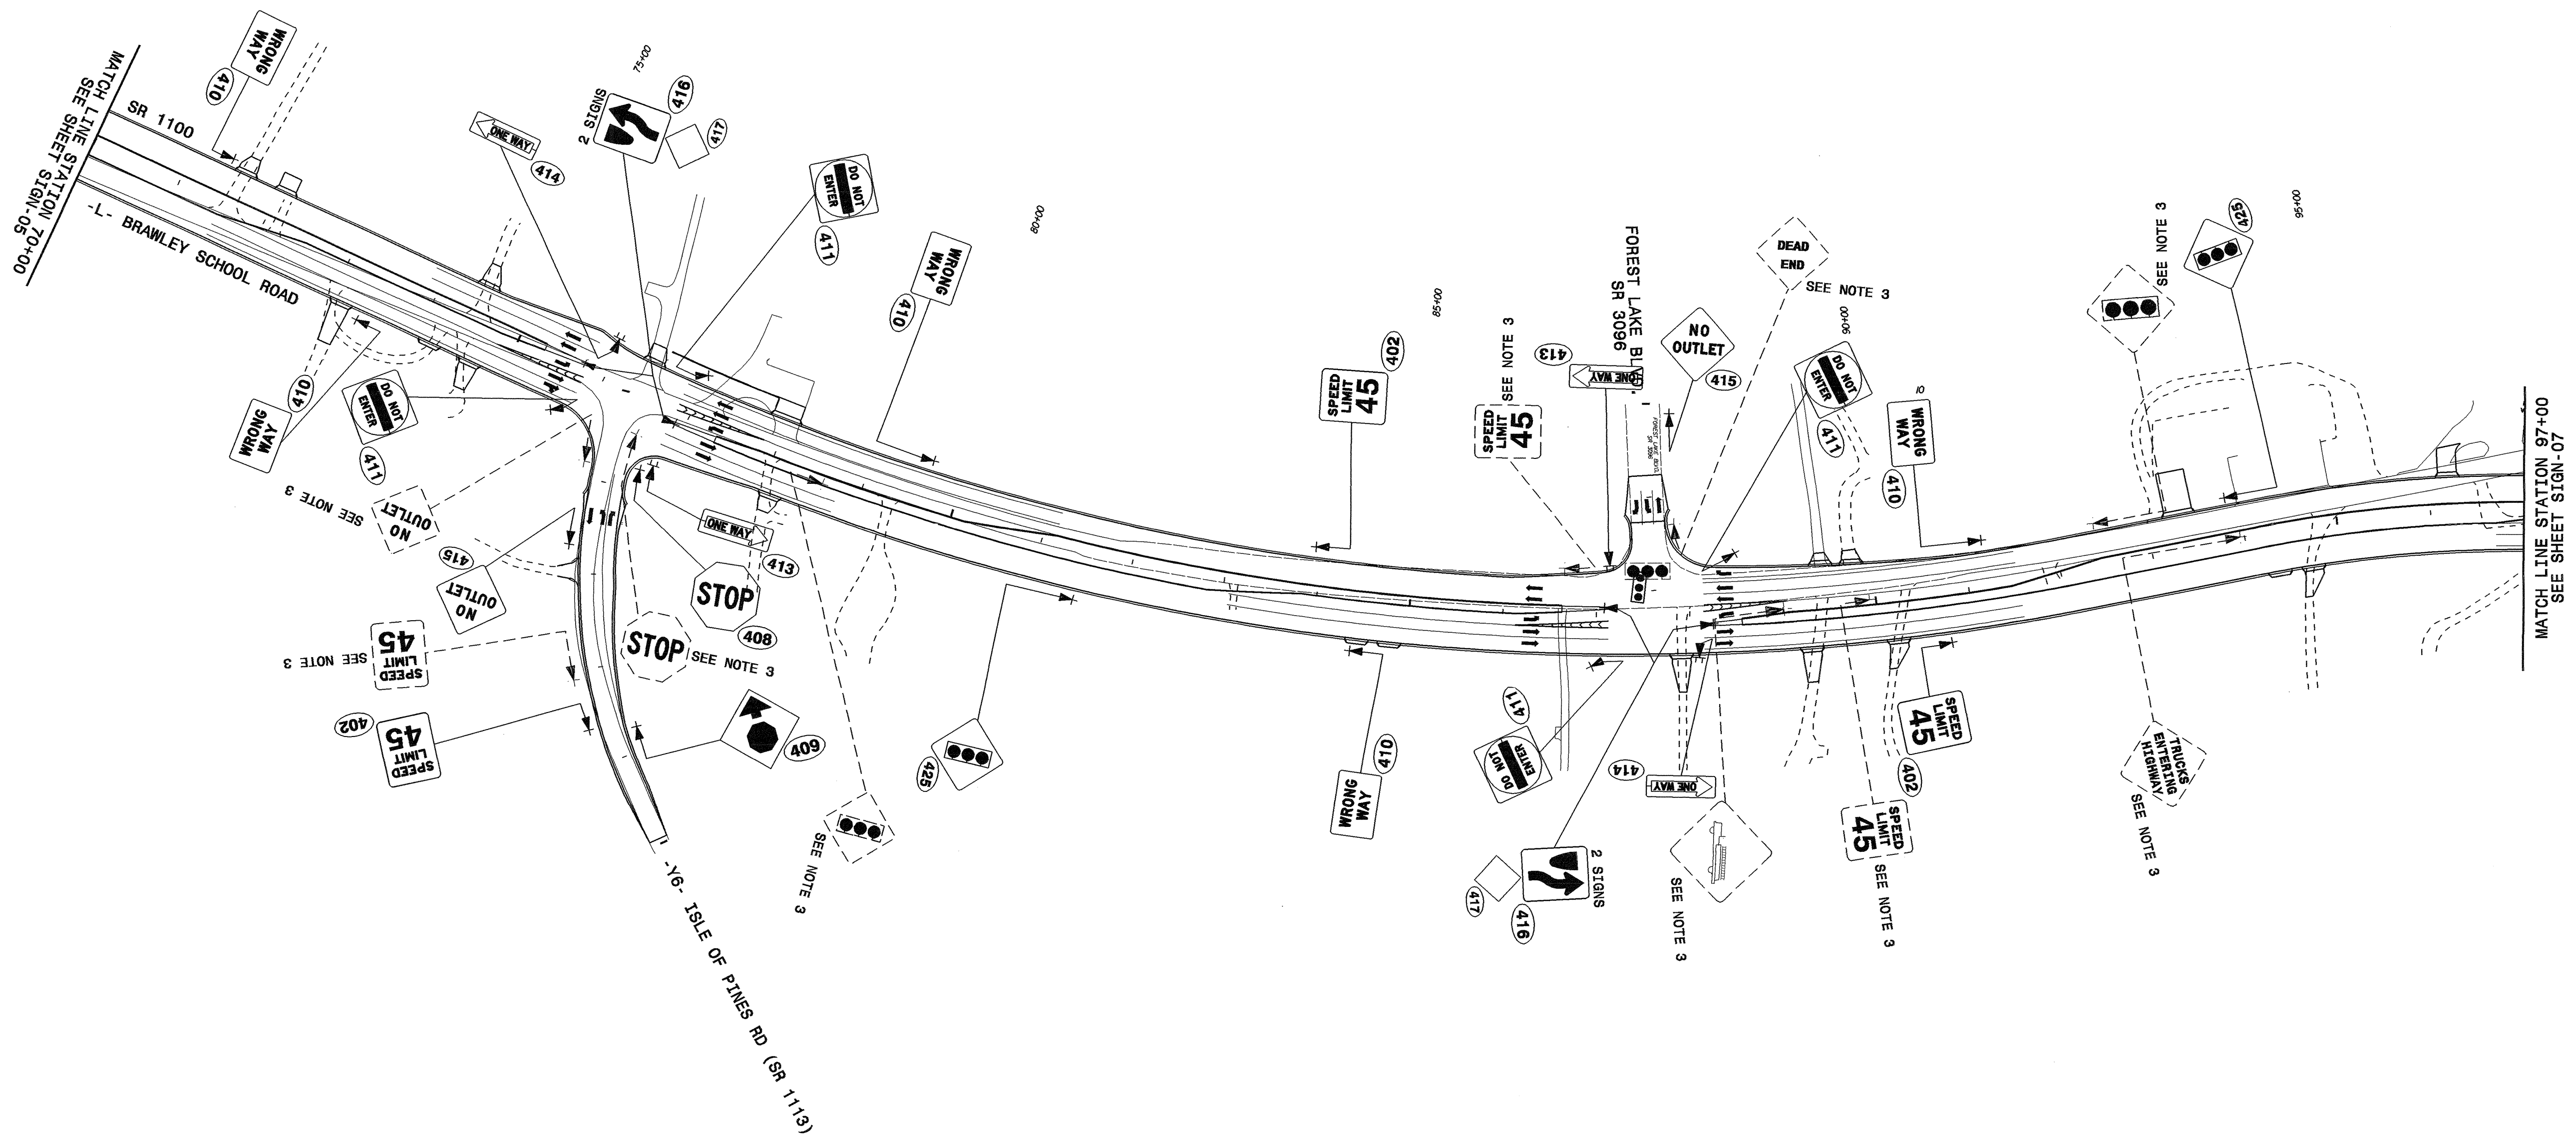 MATCH LINE STATION 70+00
SEE SHEET SIGN-05
SR 1100
-L- BRAWLEY SCHOOL ROAD
WRONG
WAY
410
ONE WAY
414
75+00
2 SIGNS
416
417
DO NOT
ENTER
411
WRONG
WAY
410
80+00
WRONG
WAY
410
DO NOT
ENTER
411
NO
OUTLET
SEE NOTE 3
NO
OUTLET
415
SPEED
LIMIT
45
SEE NOTE 3
SPEED
LIMIT
45
402
ONE WAY
413
STOP
408
STOP
SEE NOTE 3
409
SEE NOTE 3
425
-Y6- ISLE OF PINES RD (SR 1113)
SPEED
LIMIT
45
402
85+00
SPEED
LIMIT
45
SEE NOTE 3
ONE WAY
413
FOREST LAKE BLVD.
SR 3096
FOREST LAKE BLVD.
SR 3096
DEAD
END
SEE NOTE 3
NO
OUTLET
415
90+00
DO NOT
ENTER
411
10
WRONG
WAY
410
SEE NOTE 3
425
95+00
WRONG
WAY
410
DO NOT
ENTER
411
ONE WAY
414
2 SIGNS
416
417
SEE NOTE 3
SPEED
LIMIT
45
402
SPEED
LIMIT
45
SEE NOTE 3
TRUCKS
ENTERING
HIGHWAY
SEE NOTE 3
MATCH LINE STATION 97+00
SEE SHEET SIGN-07